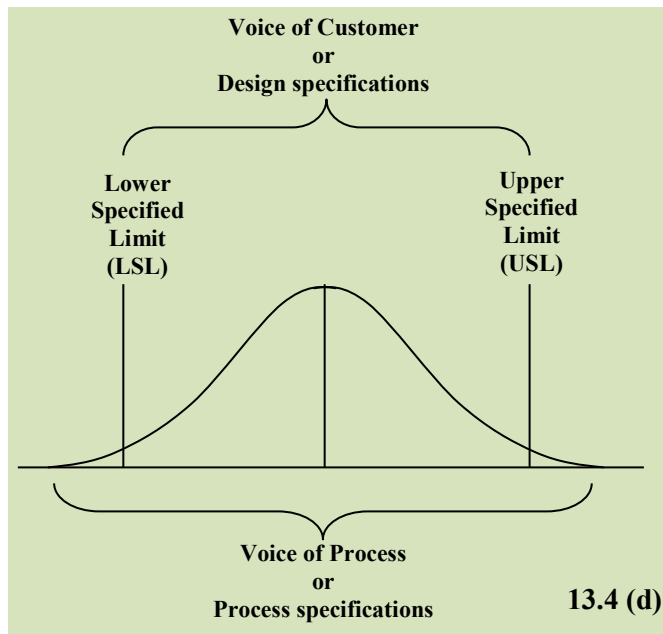 Voice of Customer
or
Design specifications
Lower
Specified
Limit
(LSL)
Upper
Specified
Limit
(USL)
Voice of Process
or
Process specifications
13.4 (d)